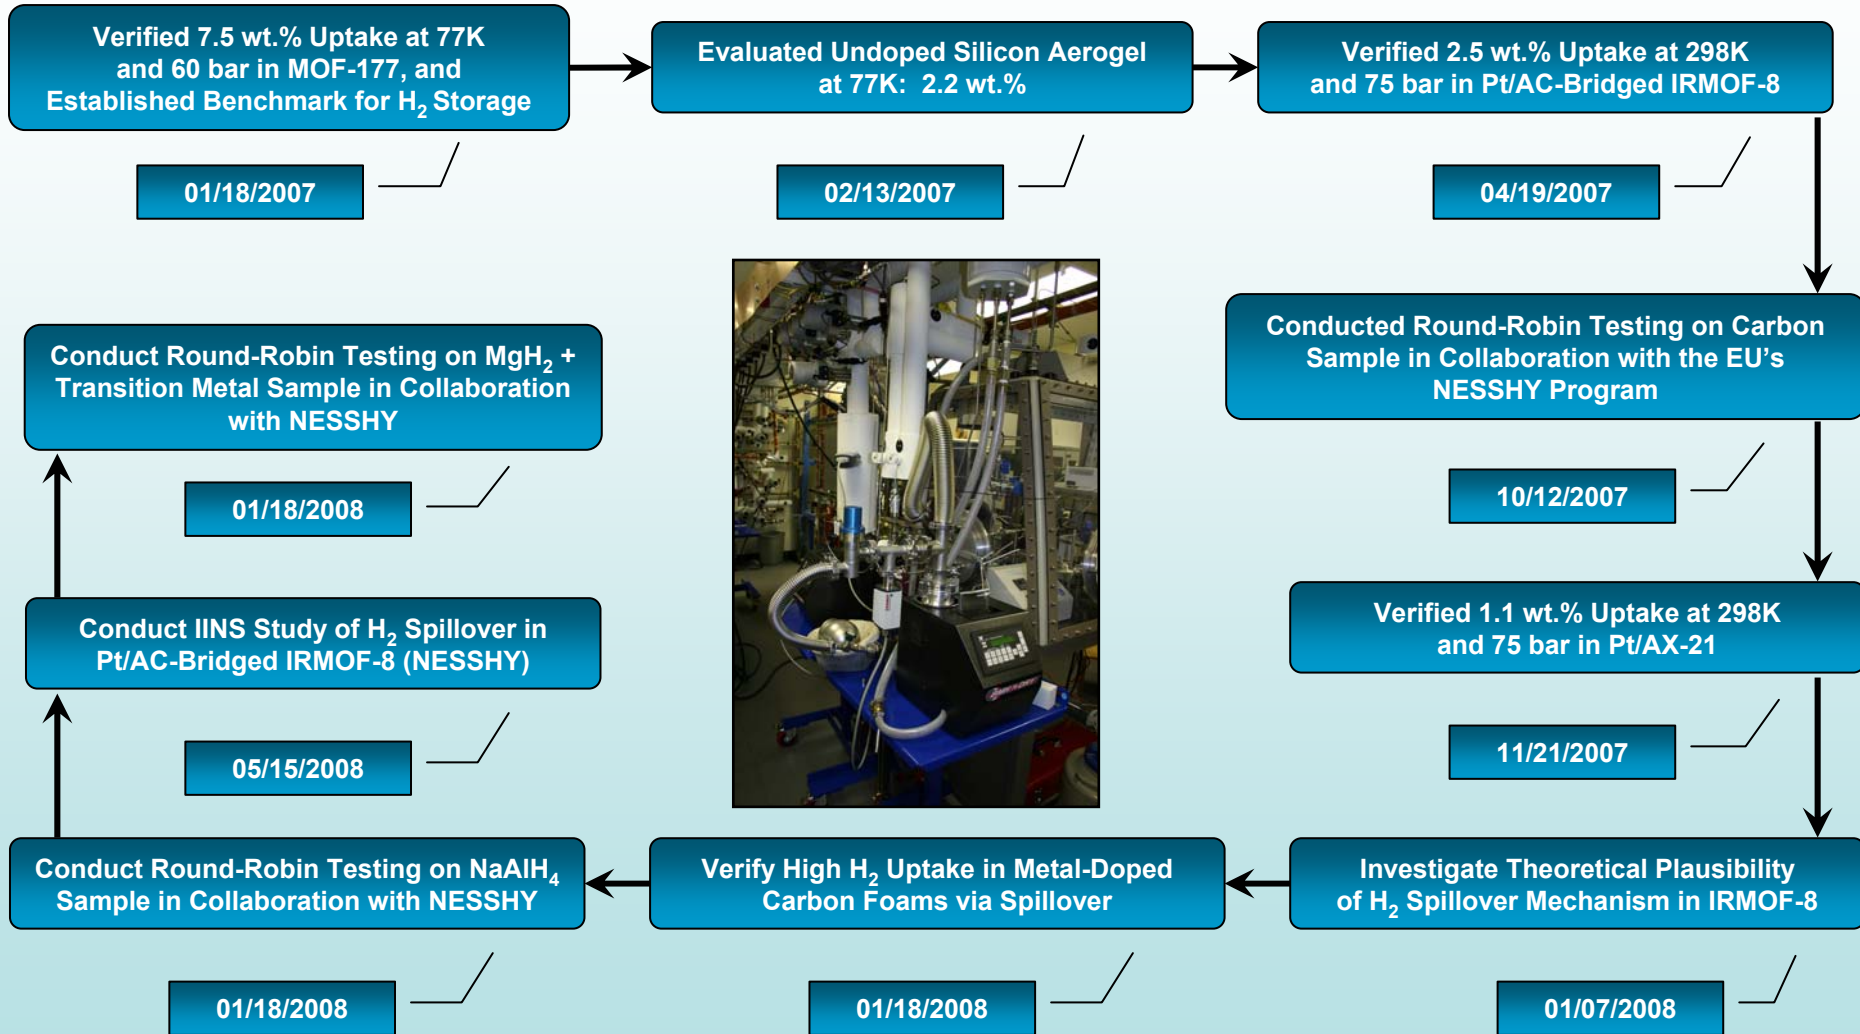 Verified 7.5 wt.% Uptake at 77K
and 60 bar in MOF-177, and
Established Benchmark for H₂ Storage
01/18/2007
Evaluated Undoped Silicon Aerogel
at 77K: 2.2 wt.%
02/13/2007
Verified 2.5 wt.% Uptake at 298K
and 75 bar in Pt/AC-Bridged IRMOF-8
04/19/2007
Conducted Round-Robin Testing on Carbon
Sample in Collaboration with the EU’s
NESSHY Program
10/12/2007
Verified 1.1 wt.% Uptake at 298K
and 75 bar in Pt/AX-21
11/21/2007
Investigate Theoretical Plausibility
of H₂ Spillover Mechanism in IRMOF-8
01/07/2008
Verify High H₂ Uptake in Metal-Doped
Carbon Foams via Spillover
01/18/2008
Conduct Round-Robin Testing on NaAlH₄
Sample in Collaboration with NESSHY
01/18/2008
Conduct IINS Study of H₂ Spillover in
Pt/AC-Bridged IRMOF-8 (NESSHY)
05/15/2008
Conduct Round-Robin Testing on MgH₂ +
Transition Metal Sample in Collaboration
with NESSHY
01/18/2008